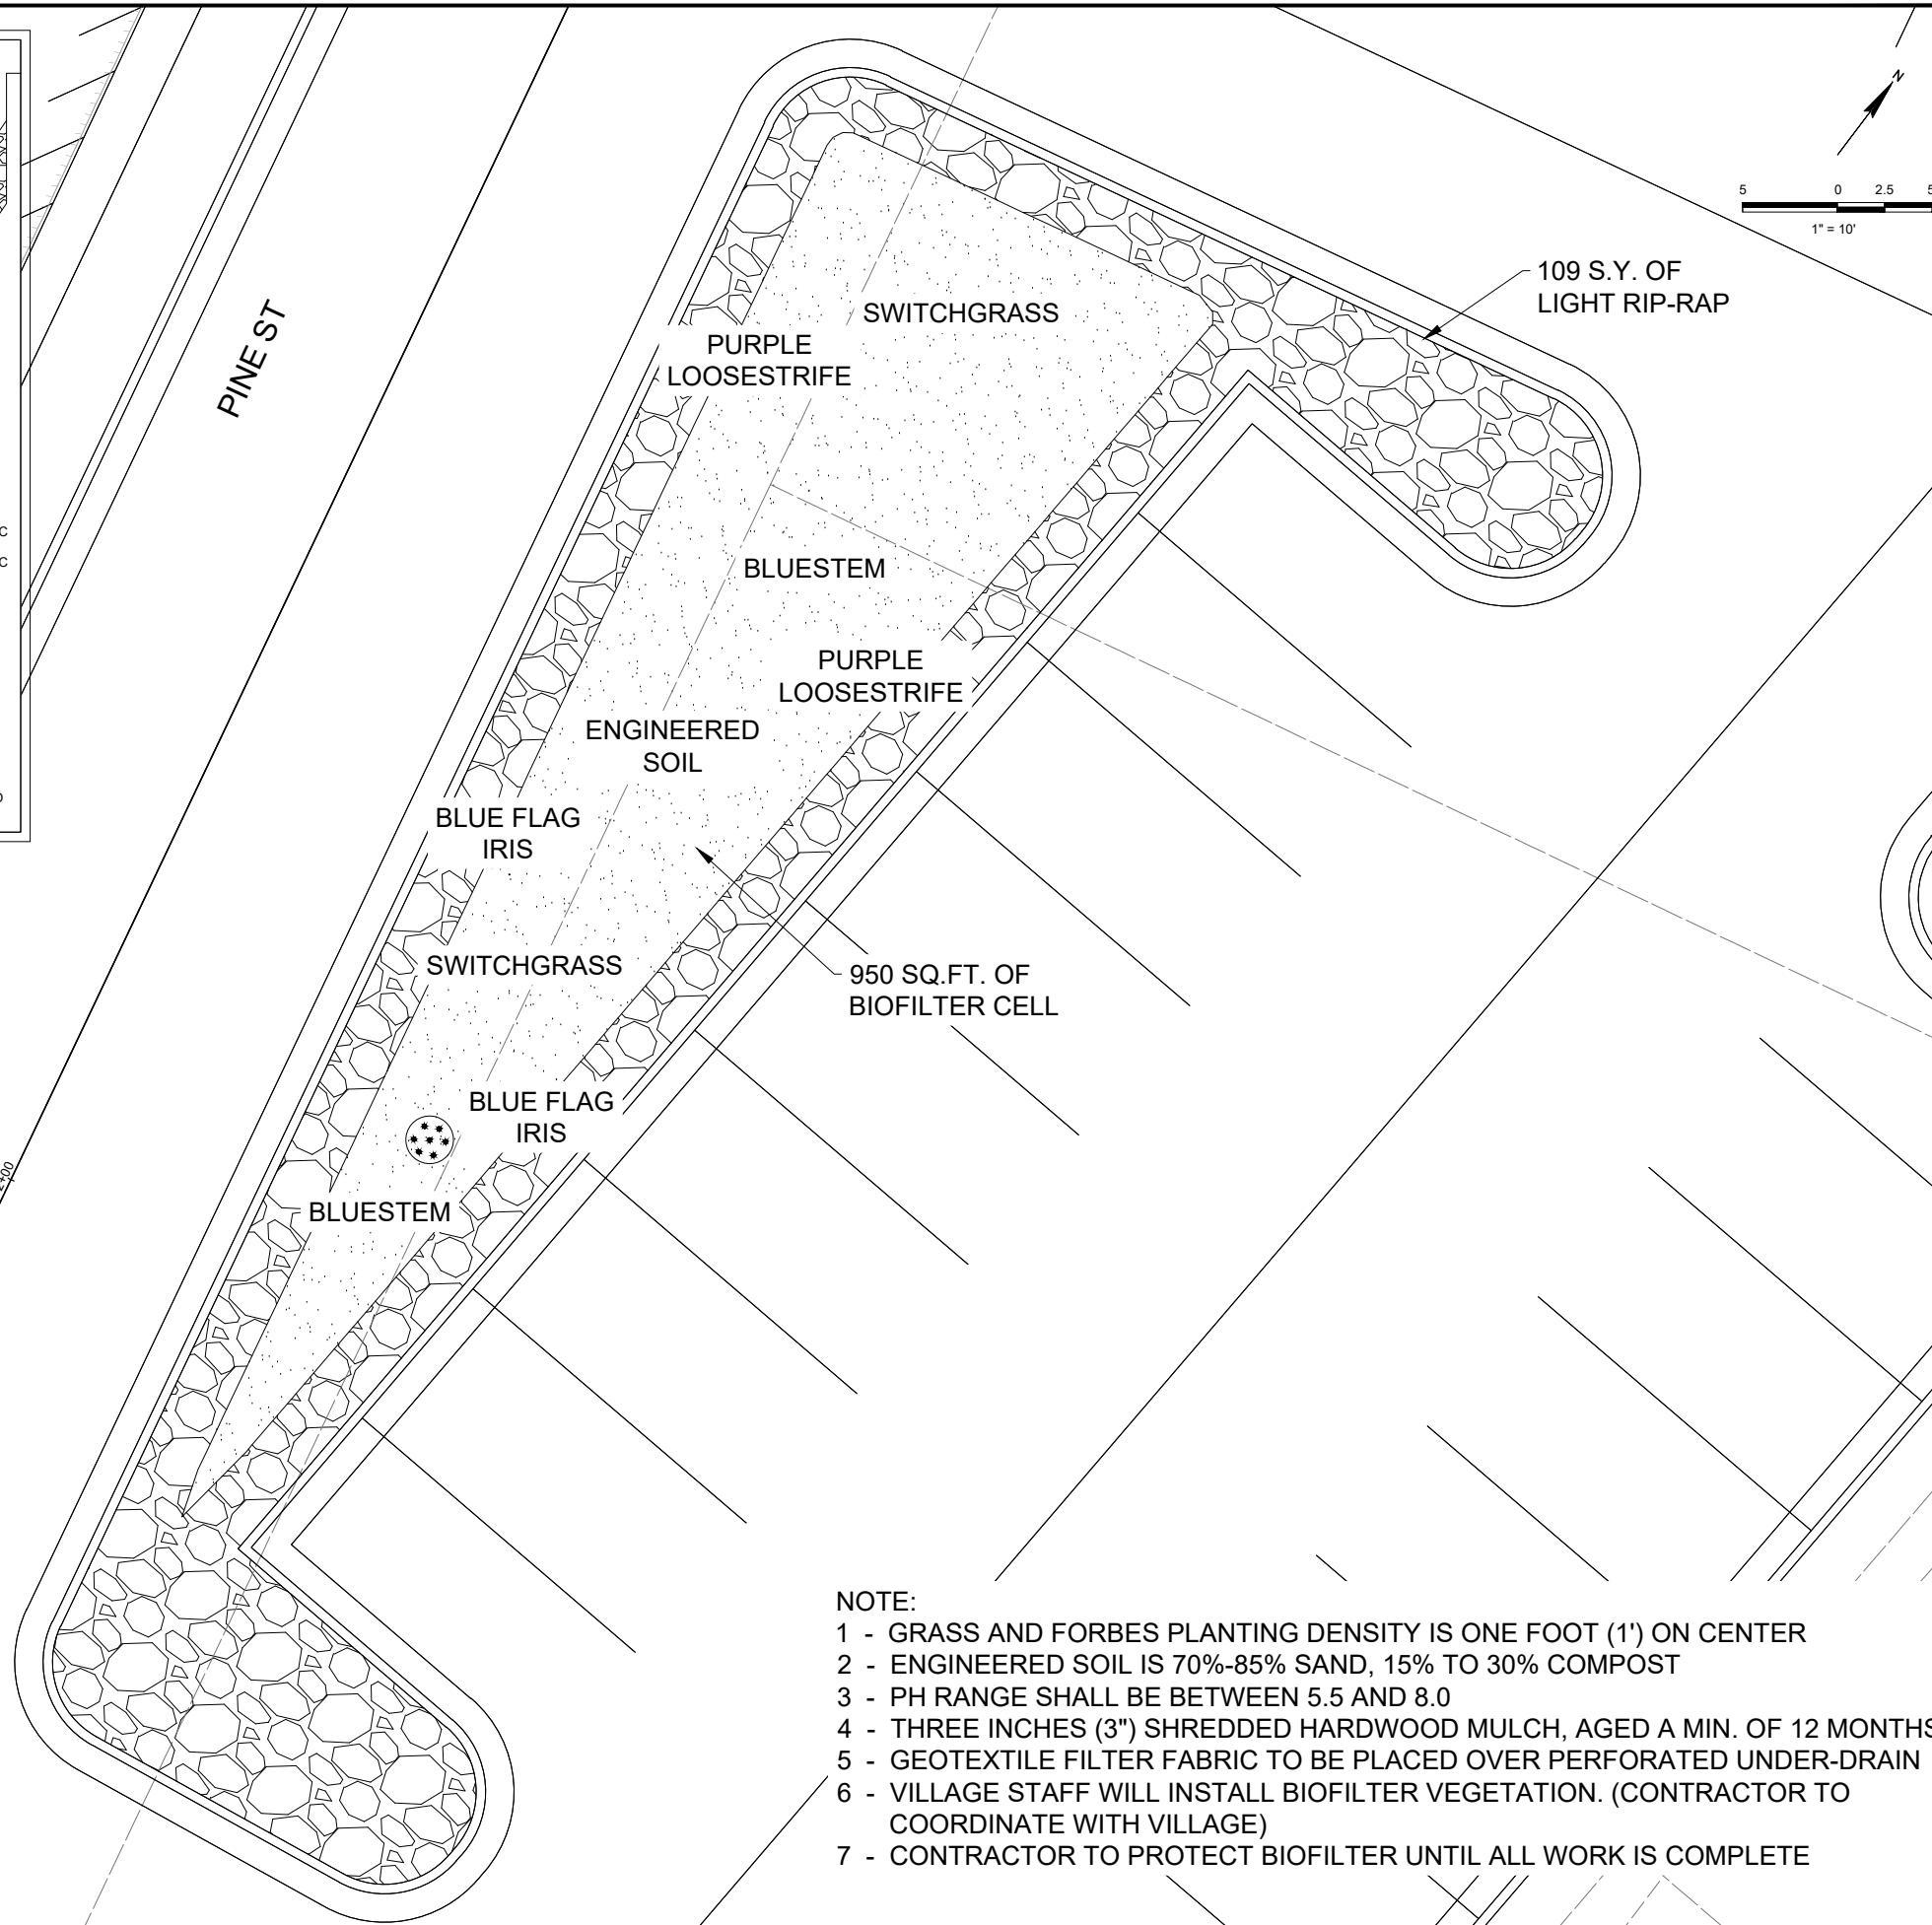 N
5 0 2.5 5
1" = 10'
109 S.Y. OF
LIGHT RIP-RAP
PINE ST
SWITCHGRASS
PURPLE
LOOSESTRIFE
BLUESTEM
PURPLE
LOOSESTRIFE
ENGINEERED
SOIL
BLUE FLAG
IRIS
SWITCHGRASS
950 SQ.FT. OF
BIOFILTER CELL
BLUE FLAG
IRIS
BLUESTEM
C
C
2+00
NOTE:
1 - GRASS AND FORBES PLANTING DENSITY IS ONE FOOT (1') ON CENTER
2 - ENGINEERED SOIL IS 70%-85% SAND, 15% TO 30% COMPOST
3 - PH RANGE SHALL BE BETWEEN 5.5 AND 8.0
4 - THREE INCHES (3") SHREDDED HARDWOOD MULCH, AGED A MIN. OF 12 MONTHS
5 - GEOTEXTILE FILTER FABRIC TO BE PLACED OVER PERFORATED UNDER-DRAIN
6 - VILLAGE STAFF WILL INSTALL BIOFILTER VEGETATION. (CONTRACTOR TO
COORDINATE WITH VILLAGE)
7 - CONTRACTOR TO PROTECT BIOFILTER UNTIL ALL WORK IS COMPLETE